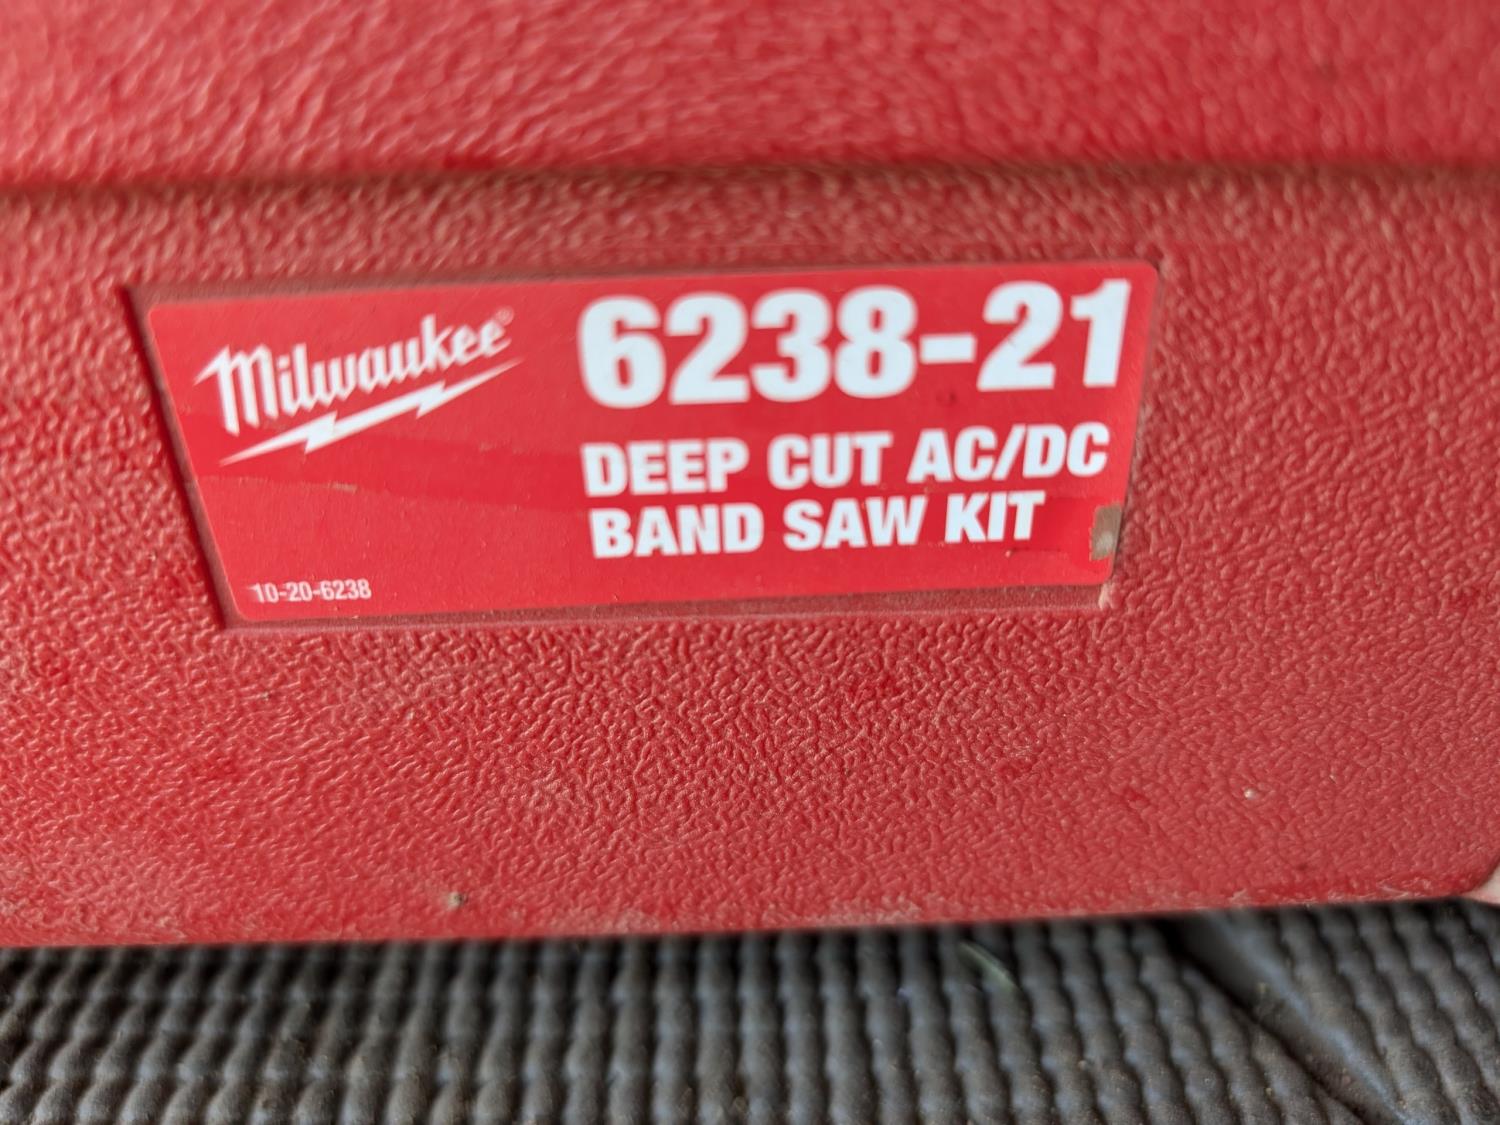 Milwaukee®
6238-21
DEEP CUT AC/DC
BAND SAW KIT
10-20-6238